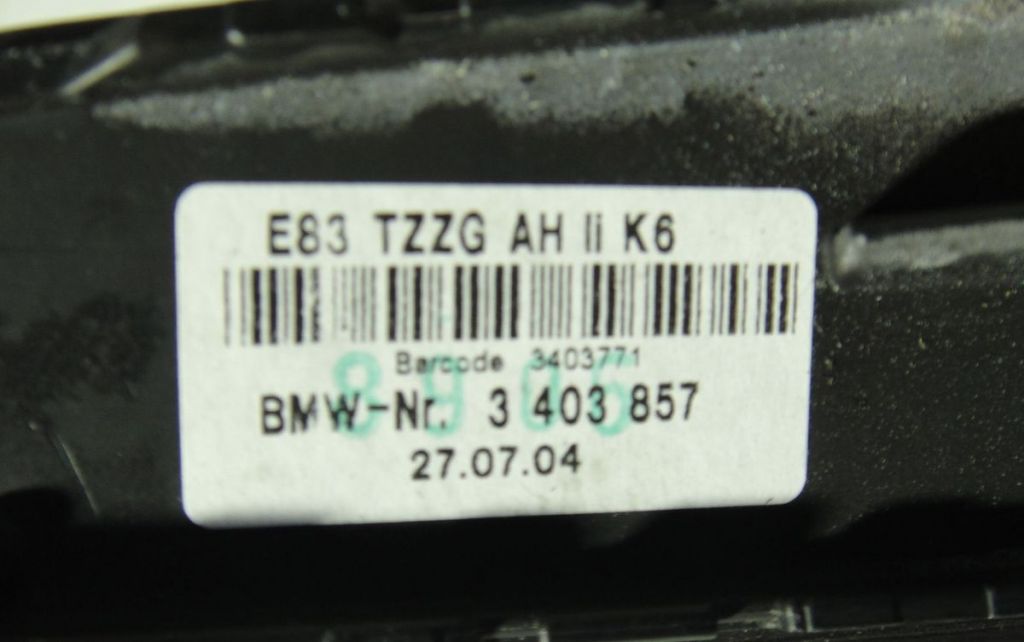 E83 TZZG AH li K6
Barcode 3403771
BMW-Nr. 3 403 857
27.07.04